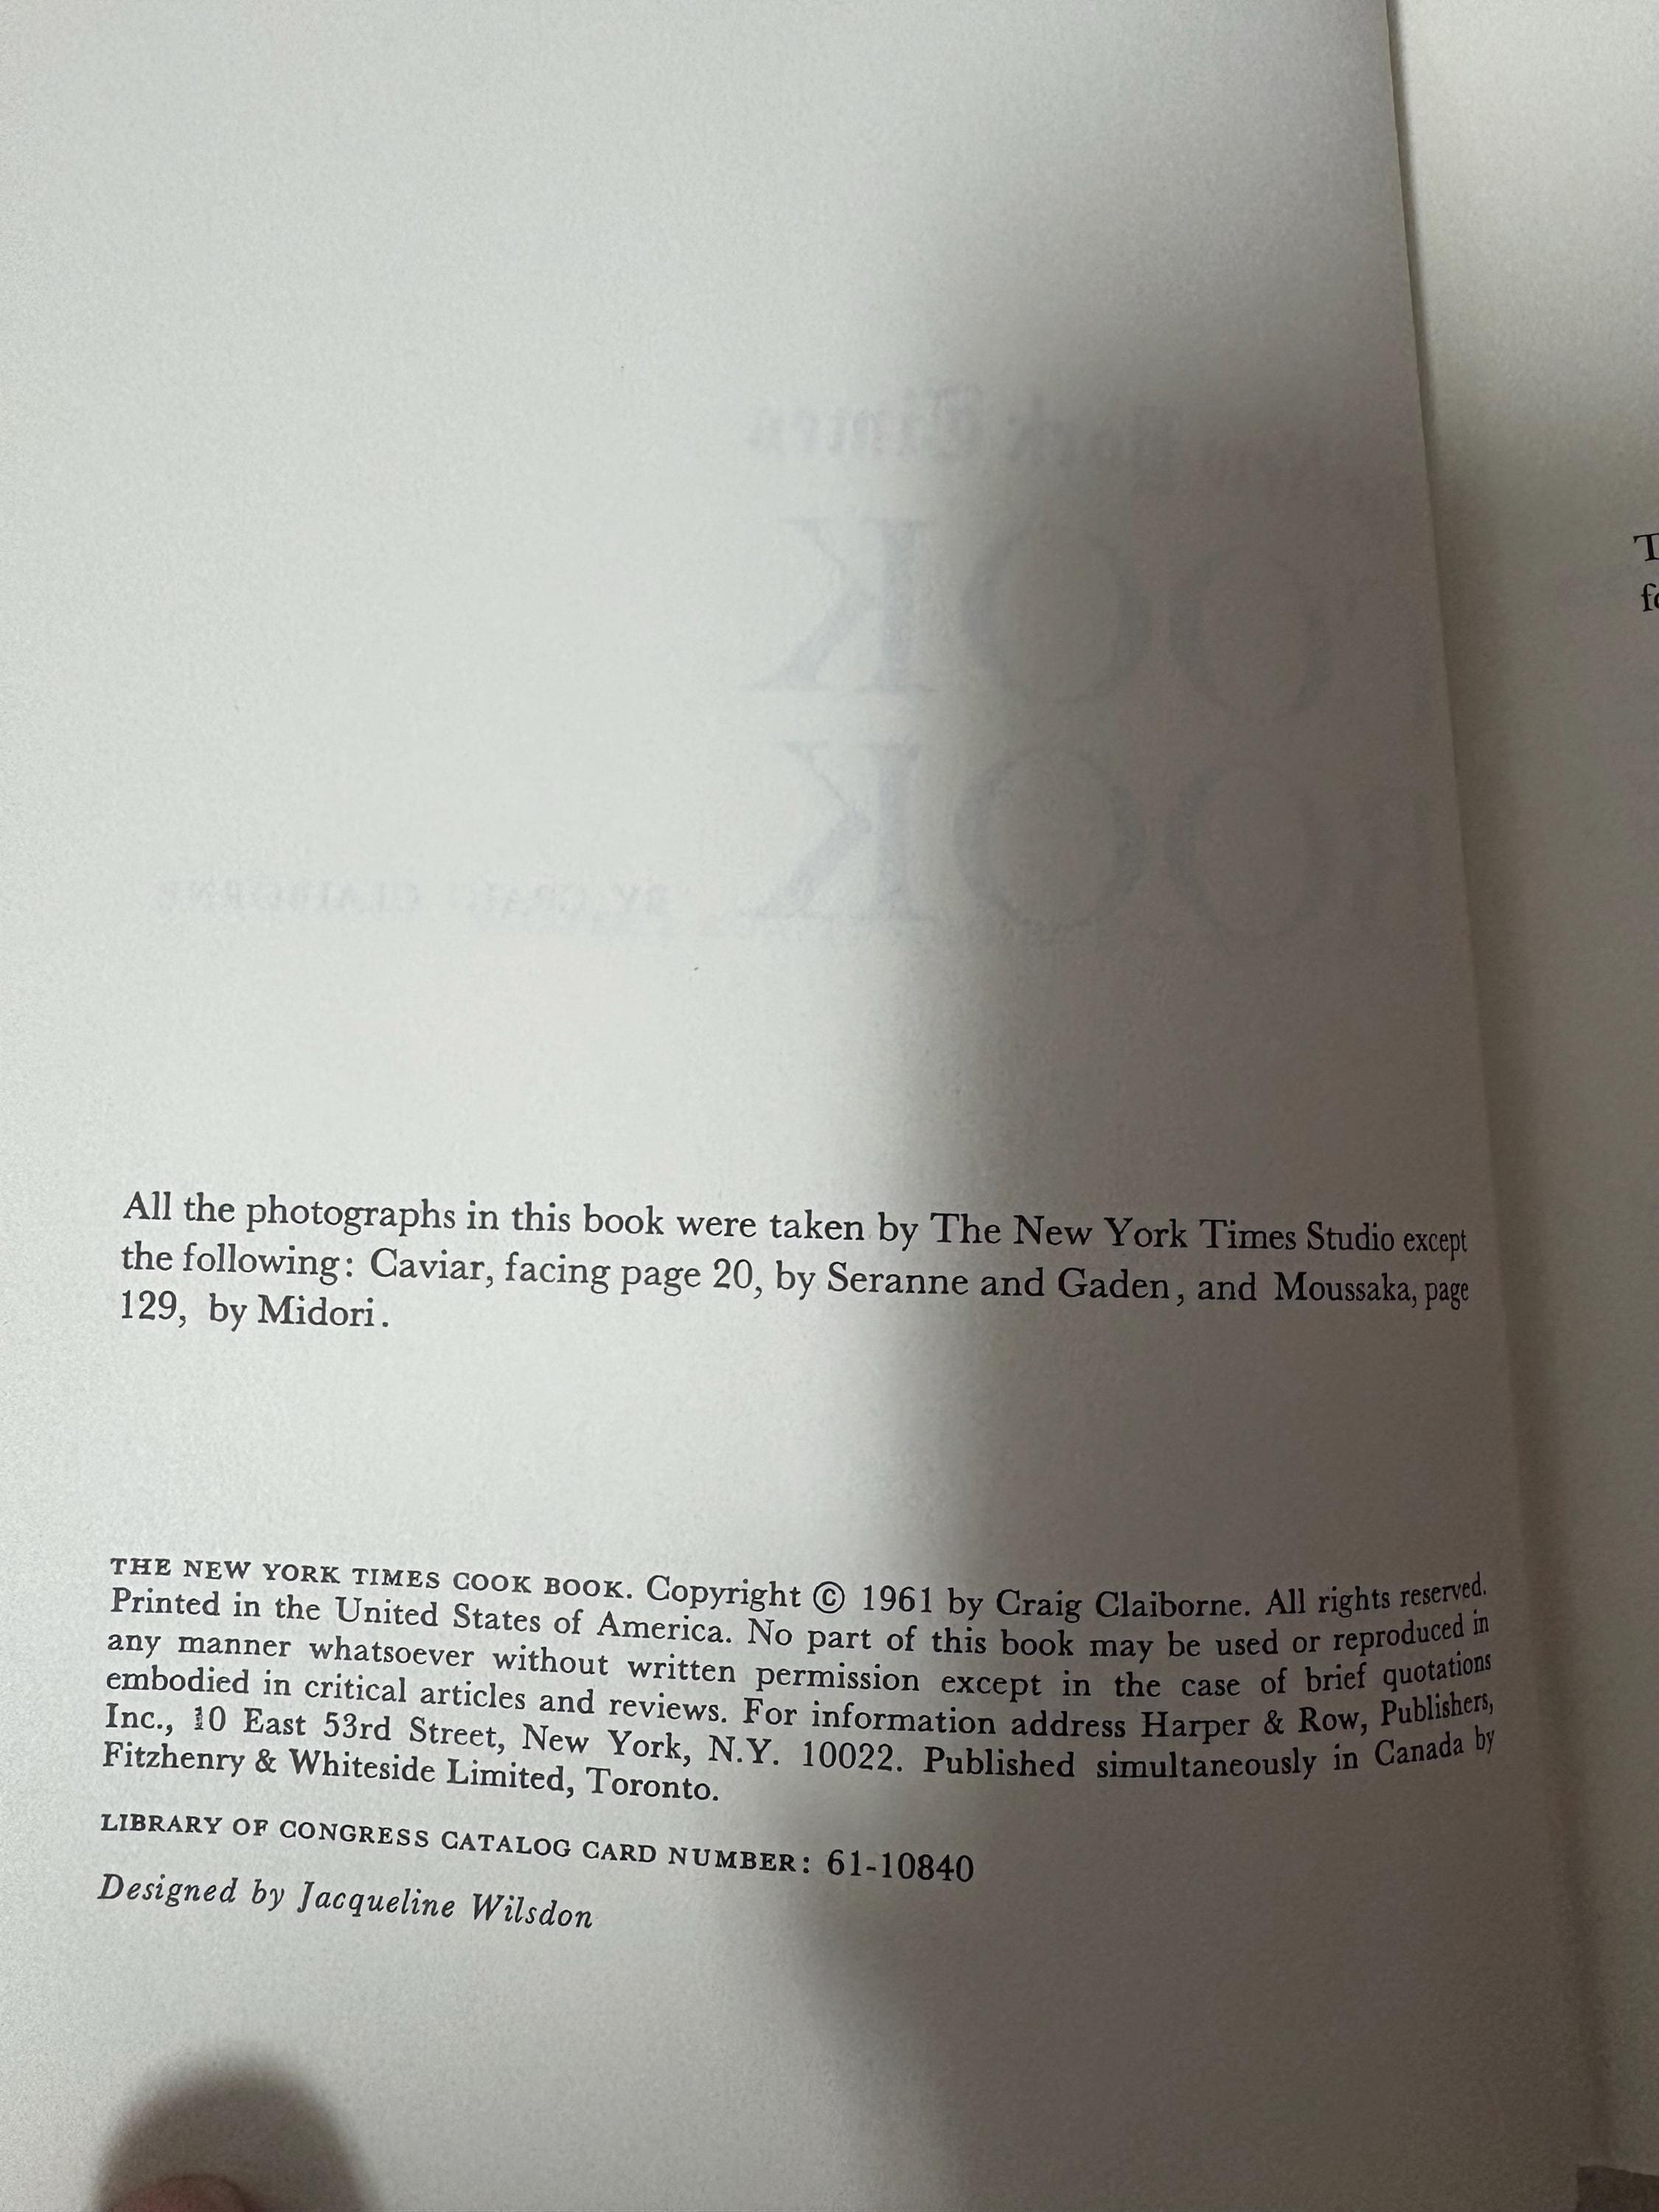 All the photographs in this book were taken by The New York Times Studio except
the following: Caviar, facing page 20, by Seranne and Gaden, and Moussaka, page
129, by Midori.
THE NEW YORK TIMES COOK BOOK. Copyright © 1961 by Craig Claiborne. All rights reserved.
Printed in the United States of America. No part of this book may be used or reproduced in
any manner whatsoever without written permission except in the case of brief quotations
embodied in critical articles and reviews. For information address Harper & Row, Publishers,
Inc., 10 East 53rd Street, New York, N.Y. 10022. Published simultaneously in Canada by
Fitzhenry & Whiteside Limited, Toronto.
LIBRARY OF CONGRESS CATALOG CARD NUMBER: 61-10840
Designed by Jacqueline Wilsdon